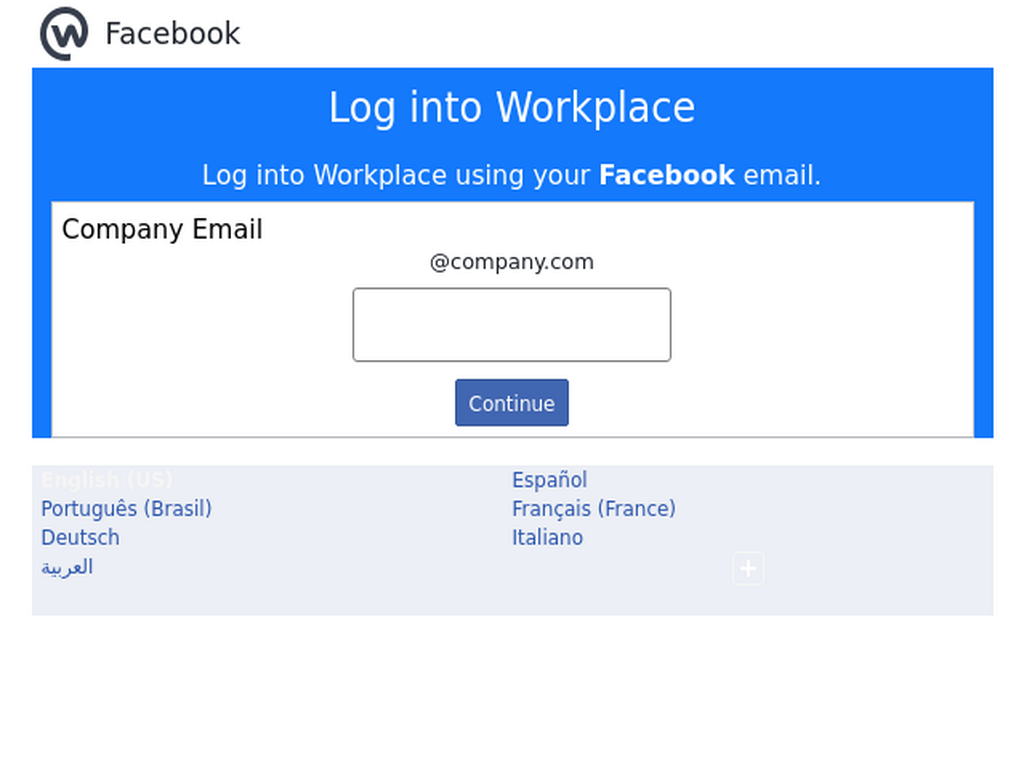 Facebook
Log into Workplace
Log into Workplace using your Facebook email.
Company Email
@company.com
Continue
English (US)
Español
Português (Brasil)
Français (France)
Deutsch
Italiano
العربية